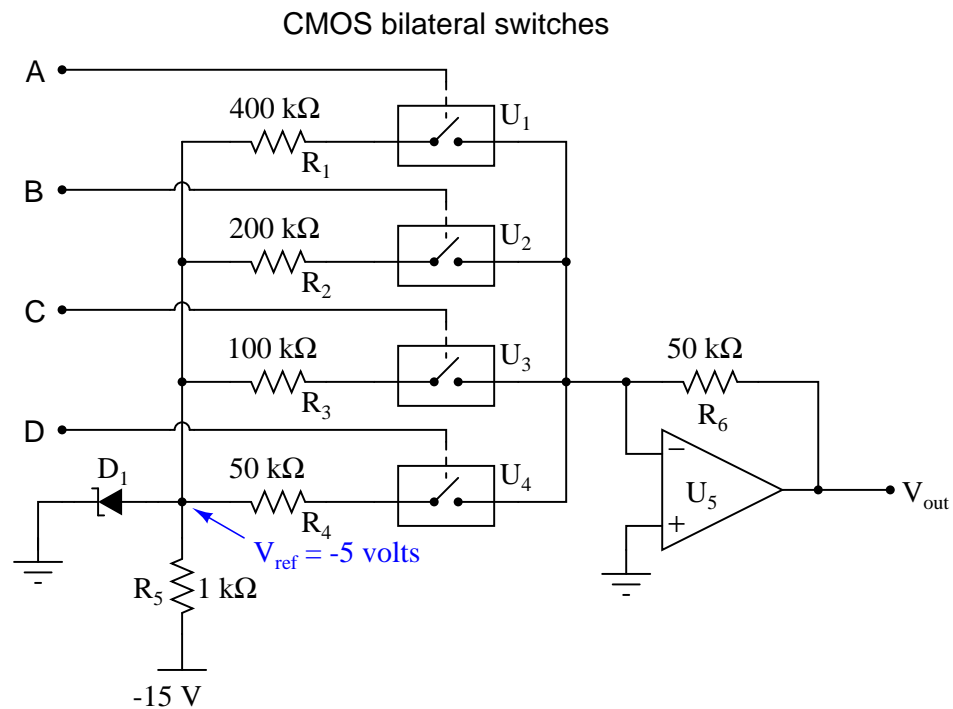 CMOS bilateral switches
A
400 kΩ
U1
R1
B
200 kΩ
U2
R2
C
100 kΩ
U3
R3
50 kΩ
R6
D
D1
50 kΩ
U4
R4
−
U5
+
Vout
Vref = -5 volts
R5 1 kΩ
-15 V